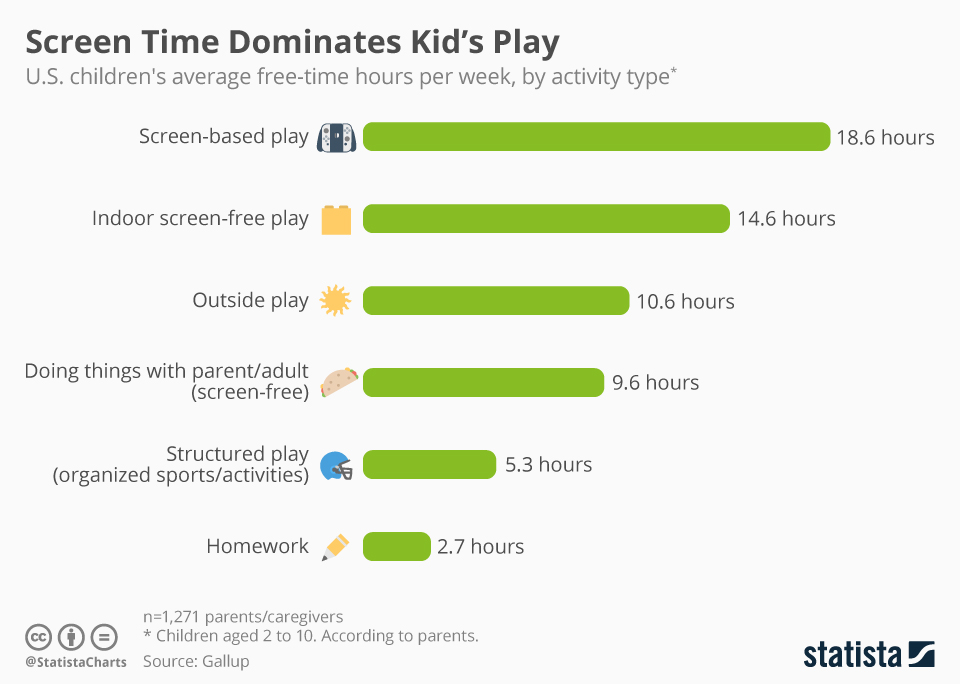 Screen Time Dominates Kid’s Play
U.S. children's average free-time hours per week, by activity type*
Screen-based play 18.6 hours
Indoor screen-free play 14.6 hours
Outside play 10.6 hours
Doing things with parent/adult
(screen-free) 9.6 hours
Structured play
(organized sports/activities) 5.3 hours
Homework 2.7 hours
n=1,271 parents/caregivers
* Children aged 2 to 10. According to parents.
Source: Gallup
cc
@StatistaCharts
statista